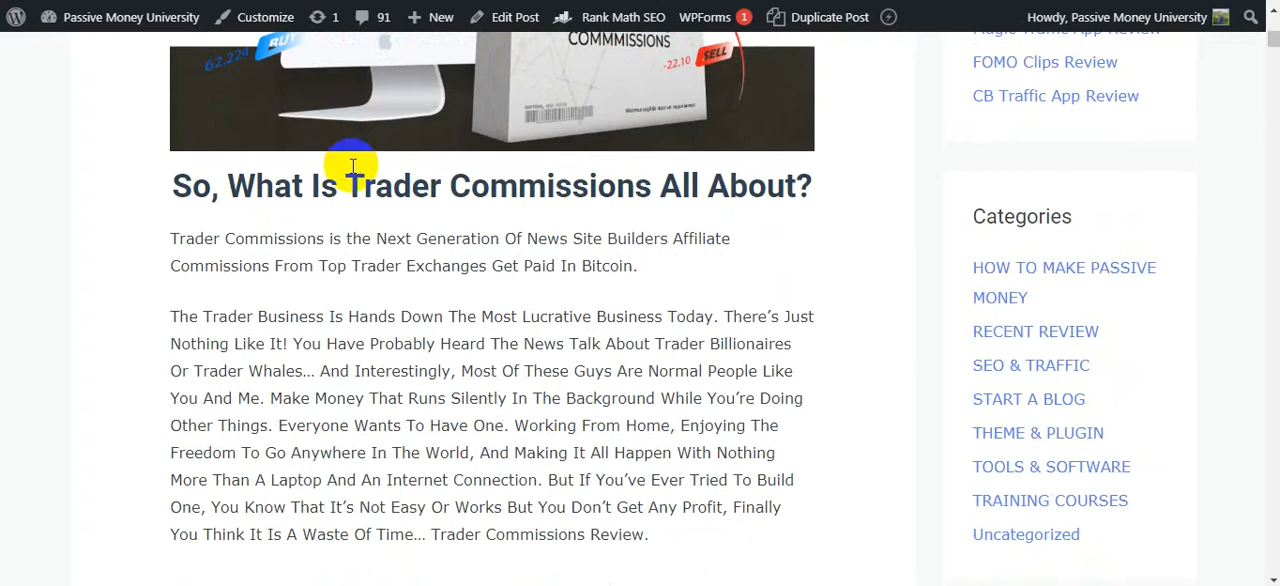 Passive Money University
Customize
1
91
New
Edit Post
Rank Math SEO
WPForms 1
Duplicate Post
Howdy, Passive Money University
62.224
BUY
COMMMISSIONS
SELL
-22.10
So, What Is Trader Commissions All About?
Trader Commissions is the Next Generation Of News Site Builders Affiliate
Commissions From Top Trader Exchanges Get Paid In Bitcoin.
The Trader Business Is Hands Down The Most Lucrative Business Today. There’s Just
Nothing Like It! You Have Probably Heard The News Talk About Trader Billionaires
Or Trader Whales… And Interestingly, Most Of These Guys Are Normal People Like
You And Me. Make Money That Runs Silently In The Background While You’re Doing
Other Things. Everyone Wants To Have One. Working From Home, Enjoying The
Freedom To Go Anywhere In The World, And Making It All Happen With Nothing
More Than A Laptop And An Internet Connection. But If You’ve Ever Tried To Build
One, You Know That It’s Not Easy Or Works But You Don’t Get Any Profit, Finally
You Think It Is A Waste Of Time… Trader Commissions Review.
Magic Traffic App Review
FOMO Clips Review
CB Traffic App Review
Categories
HOW TO MAKE PASSIVE
MONEY
RECENT REVIEW
SEO & TRAFFIC
START A BLOG
THEME & PLUGIN
TOOLS & SOFTWARE
TRAINING COURSES
Uncategorized